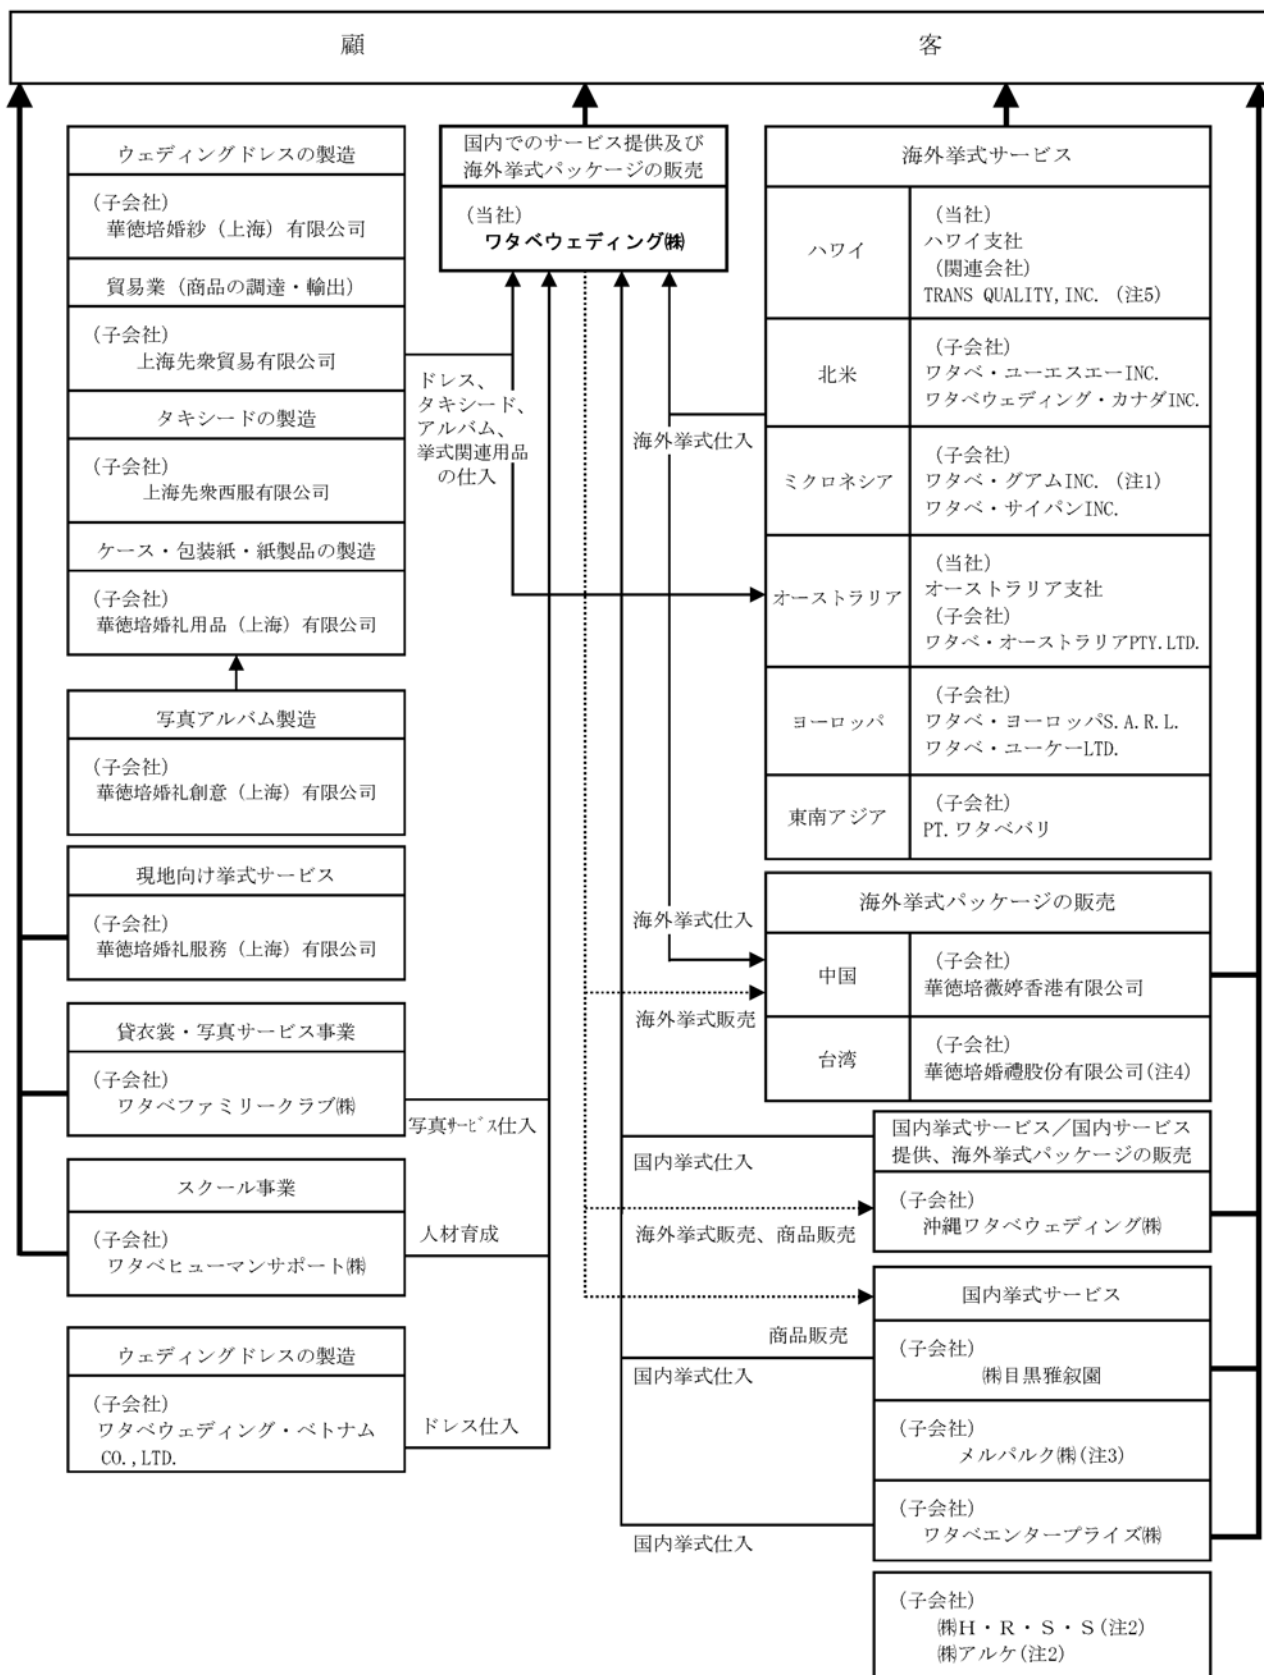 顧客
ウェディングドレスの製造
(子会社)
華徳培婚紗（上海）有限公司
貿易業（商品の調達・輸出）
(子会社)
上海先衆貿易有限公司
タキシードの製造
(子会社)
上海先衆西服有限公司
ケース・包装紙・紙製品の製造
(子会社)
華徳培婚礼用品（上海）有限公司
写真アルバム製造
(子会社)
華徳培婚礼創意（上海）有限公司
現地向け挙式サービス
(子会社)
華徳培婚礼服務（上海）有限公司
貸衣裳・写真サービス事業
(子会社)
ワタベファミリークラブ㈱
スクール事業
(子会社)
ワタベヒューマンサポート㈱
ウェディングドレスの製造
(子会社)
ワタベウェディング・ベトナム
CO.,LTD.
国内でのサービス提供及び
海外挙式パッケージの販売
(当社)
ワタベウェディング㈱
ドレス、
タキシード、
アルバム、
挙式関連用品
の仕入
写真ｻｰﾋﾞｽ仕入
人材育成
ドレス仕入
海外挙式仕入
海外挙式仕入
海外挙式販売
国内挙式仕入
海外挙式販売、商品販売
商品販売
国内挙式仕入
国内挙式仕入
海外挙式サービス
ハワイ
(当社)
ハワイ支社
(関連会社)
TRANS QUALITY,INC.（注5）
北米
(子会社)
ワタベ・ユーエスエーINC.
ワタベウェディング・カナダINC.
ミクロネシア
(子会社)
ワタベ・グアムINC.（注1）
ワタベ・サイパンINC.
オーストラリア
(当社)
オーストラリア支社
(子会社)
ワタベ・オーストラリアPTY.LTD.
ヨーロッパ
(子会社)
ワタベ・ヨーロッパS.A.R.L.
ワタベ・ユーケーLTD.
東南アジア
(子会社)
PT.ワタベバリ
海外挙式パッケージの販売
中国
(子会社)
華徳培薇婷香港有限公司
台湾
(子会社)
華徳培婚禮股份有限公司(注4)
国内挙式サービス／国内サービス
提供、海外挙式パッケージの販売
(子会社)
沖縄ワタベウェディング㈱
国内挙式サービス
(子会社)
㈱目黒雅叙園
(子会社)
メルパルク㈱(注3)
(子会社)
ワタベエンタープライズ㈱
(子会社)
㈱Ｈ・Ｒ・Ｓ・Ｓ(注2)
㈱アルケ(注2)